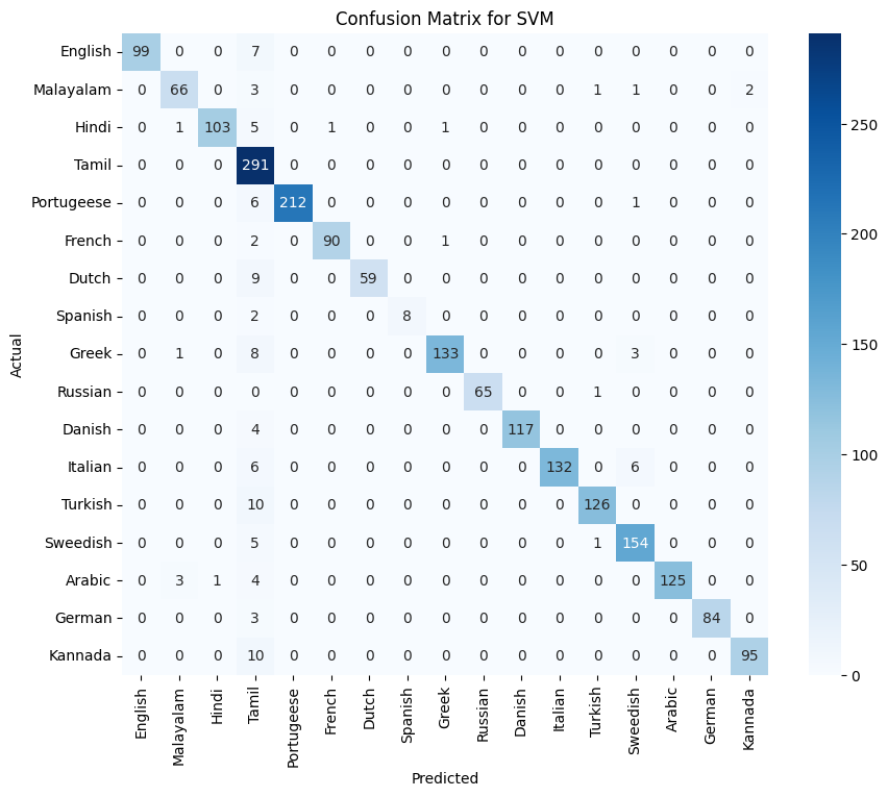 Confusion Matrix for SVM
English 99 0 0 7 0 0 0 0 0 0 0 0 0 0 0 0 0
Malayalam 0 66 0 3 0 0 0 0 0 0 0 0 1 1 0 0 2
Hindi 0 1 103 5 0 1 0 0 1 0 0 0 0 0 0 0 0
Tamil 0 0 0 291 0 0 0 0 0 0 0 0 0 0 0 0 0
Portugeese 0 0 0 6 212 0 0 0 0 0 0 0 0 1 0 0 0
French 0 0 0 2 0 90 0 0 1 0 0 0 0 0 0 0 0
Dutch 0 0 0 9 0 0 59 0 0 0 0 0 0 0 0 0 0
Spanish 0 0 0 2 0 0 0 8 0 0 0 0 0 0 0 0 0
Greek 0 1 0 8 0 0 0 0 133 0 0 0 0 3 0 0 0
Russian 0 0 0 0 0 0 0 0 0 65 0 0 1 0 0 0 0
Danish 0 0 0 4 0 0 0 0 0 0 117 0 0 0 0 0 0
Italian 0 0 0 6 0 0 0 0 0 0 0 132 0 6 0 0 0
Turkish 0 0 0 10 0 0 0 0 0 0 0 0 126 0 0 0 0
Sweedish 0 0 0 5 0 0 0 0 0 0 0 0 1 154 0 0 0
Arabic 0 3 1 4 0 0 0 0 0 0 0 0 0 0 125 0 0
German 0 0 0 3 0 0 0 0 0 0 0 0 0 0 0 84 0
Kannada 0 0 0 10 0 0 0 0 0 0 0 0 0 0 0 0 95
English Malayalam Hindi Tamil Portugeese French Dutch Spanish Greek Russian Danish Italian Turkish Sweedish Arabic German Kannada
Predicted
Actual
250
200
150
100
50
0